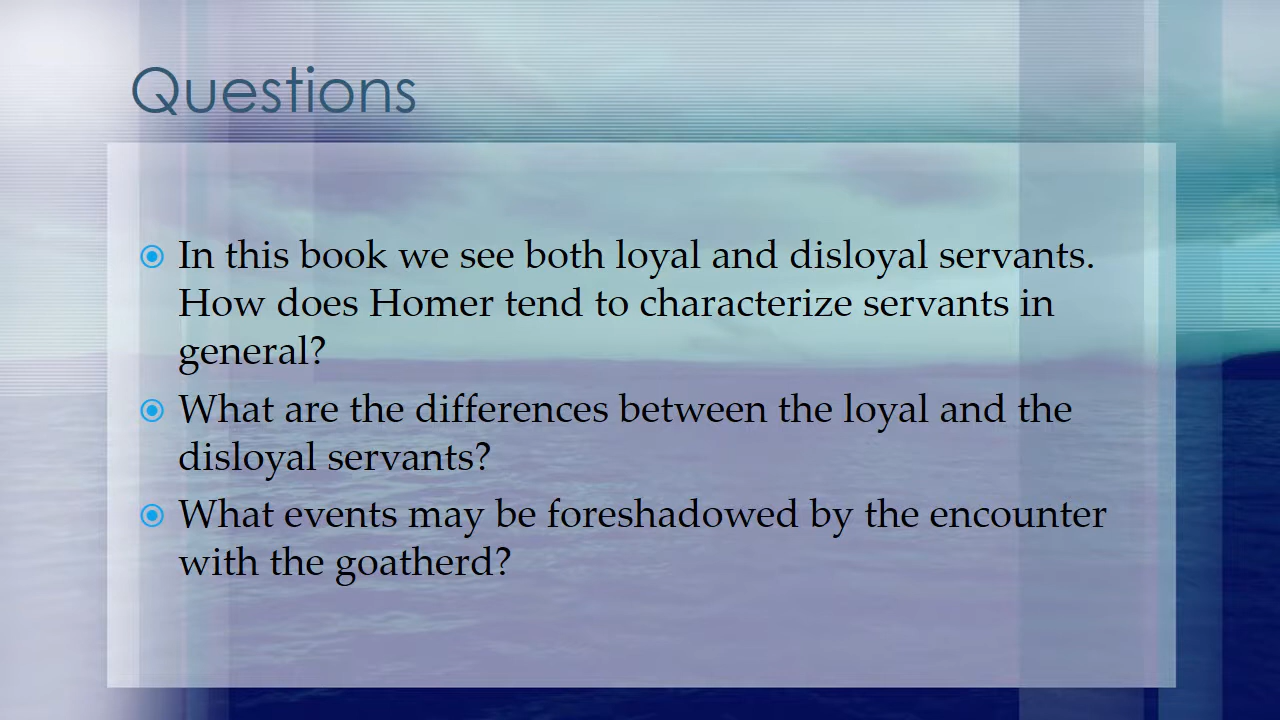 Questions
In this book we see both loyal and disloyal servants.
How does Homer tend to characterize servants in
general?
What are the differences between the loyal and the
disloyal servants?
What events may be foreshadowed by the encounter
with the goatherd?